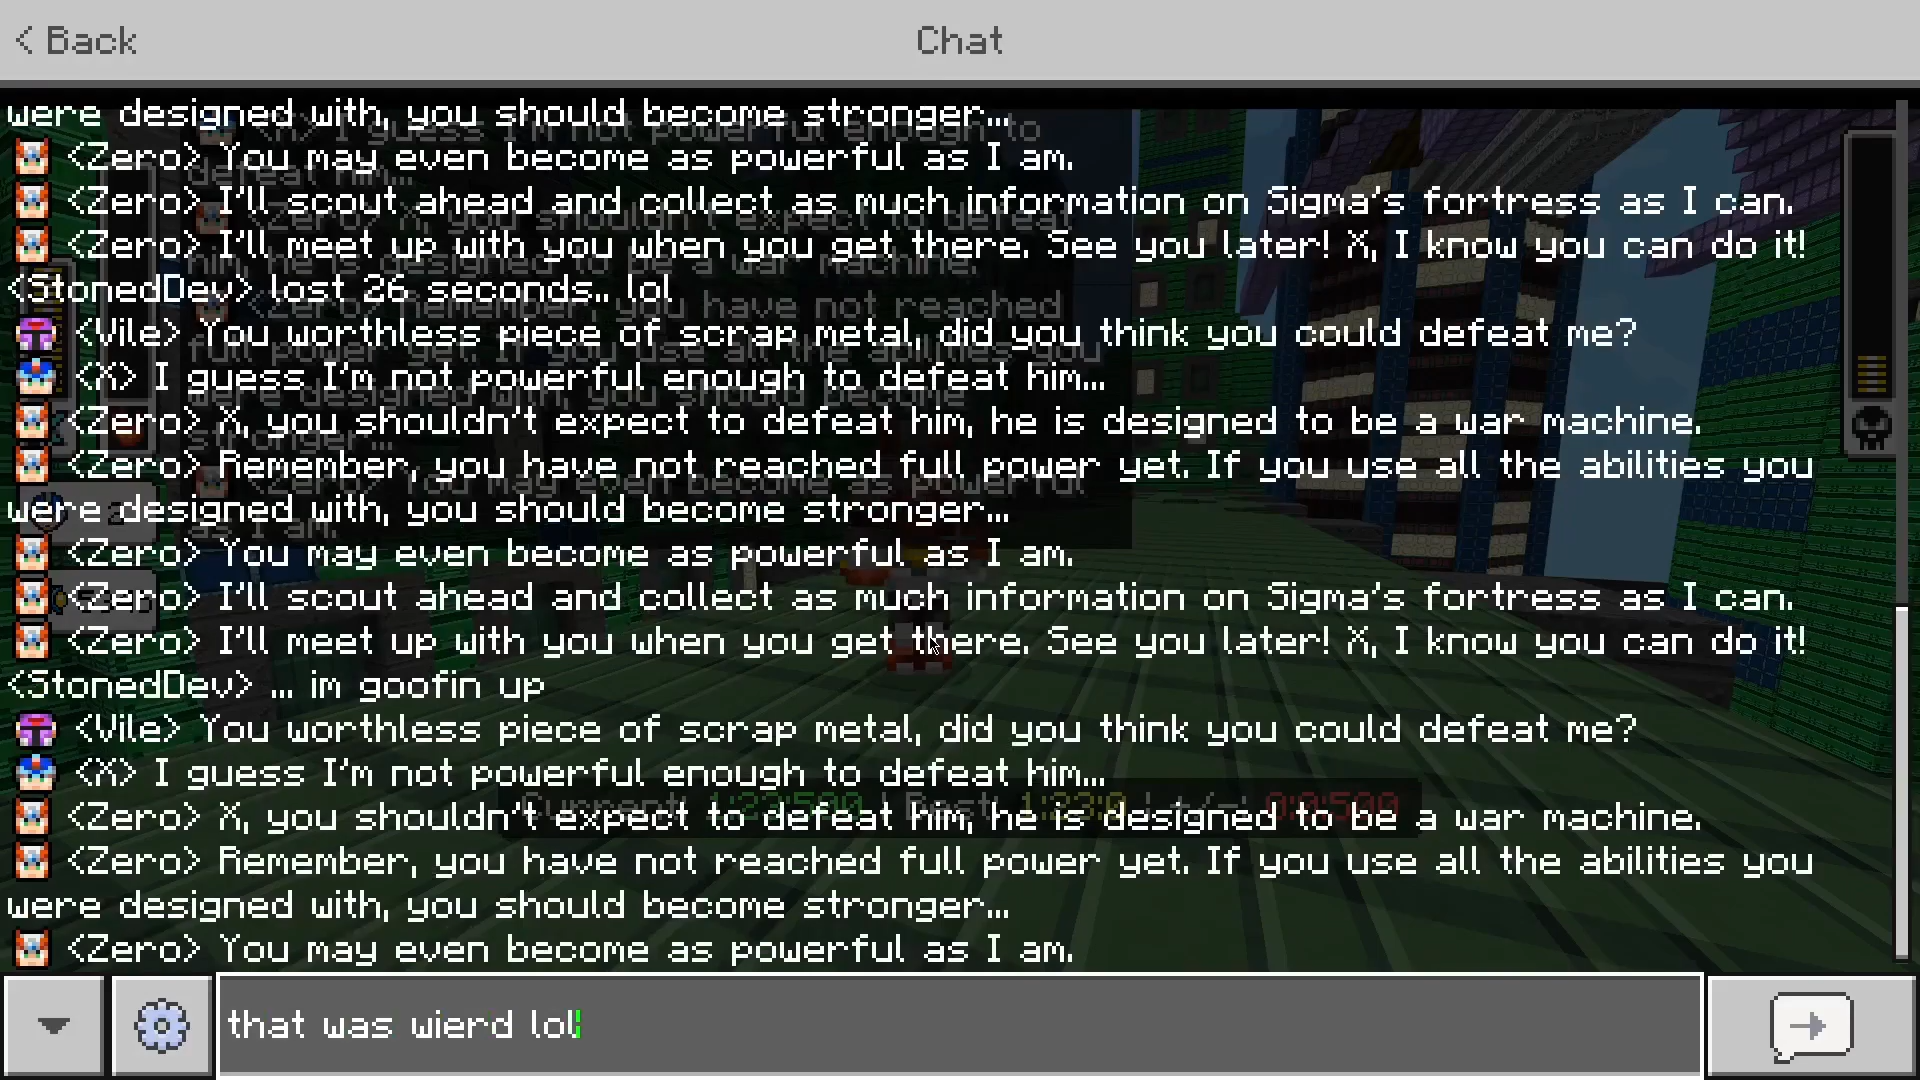 < Back
Chat
were designed with, you should become stronger...
<Zero> You may even become as powerful as I am.
<Zero> I'll scout ahead and collect as much information on Sigma's fortress as I can.
<Zero> I'll meet up with you when you get there. See you later! X, I know you can do it!
<StonedDev> lost 26 seconds.. lol
<Vile> You worthless piece of scrap metal, did you think you could defeat me?
<X> I guess I'm not powerful enough to defeat him...
<Zero> X, you shouldn't expect to defeat him, he is designed to be a war machine.
<Zero> Remember, you have not reached full power yet. If you use all the abilities you
were designed with, you should become stronger...
<Zero> You may even become as powerful as I am.
<Zero> I'll scout ahead and collect as much information on Sigma's fortress as I can.
<Zero> I'll meet up with you when you get there. See you later! X, I know you can do it!
<StonedDev> ... im goofin up
<Vile> You worthless piece of scrap metal, did you think you could defeat me?
<X> I guess I'm not powerful enough to defeat him...
Current: 1:23:500 | Best: 1:23:0 | +/-: 0:0:500
<Zero> X, you shouldn't expect to defeat him, he is designed to be a war machine.
<Zero> Remember, you have not reached full power yet. If you use all the abilities you
were designed with, you should become stronger...
<Zero> You may even become as powerful as I am.
that was wierd lol